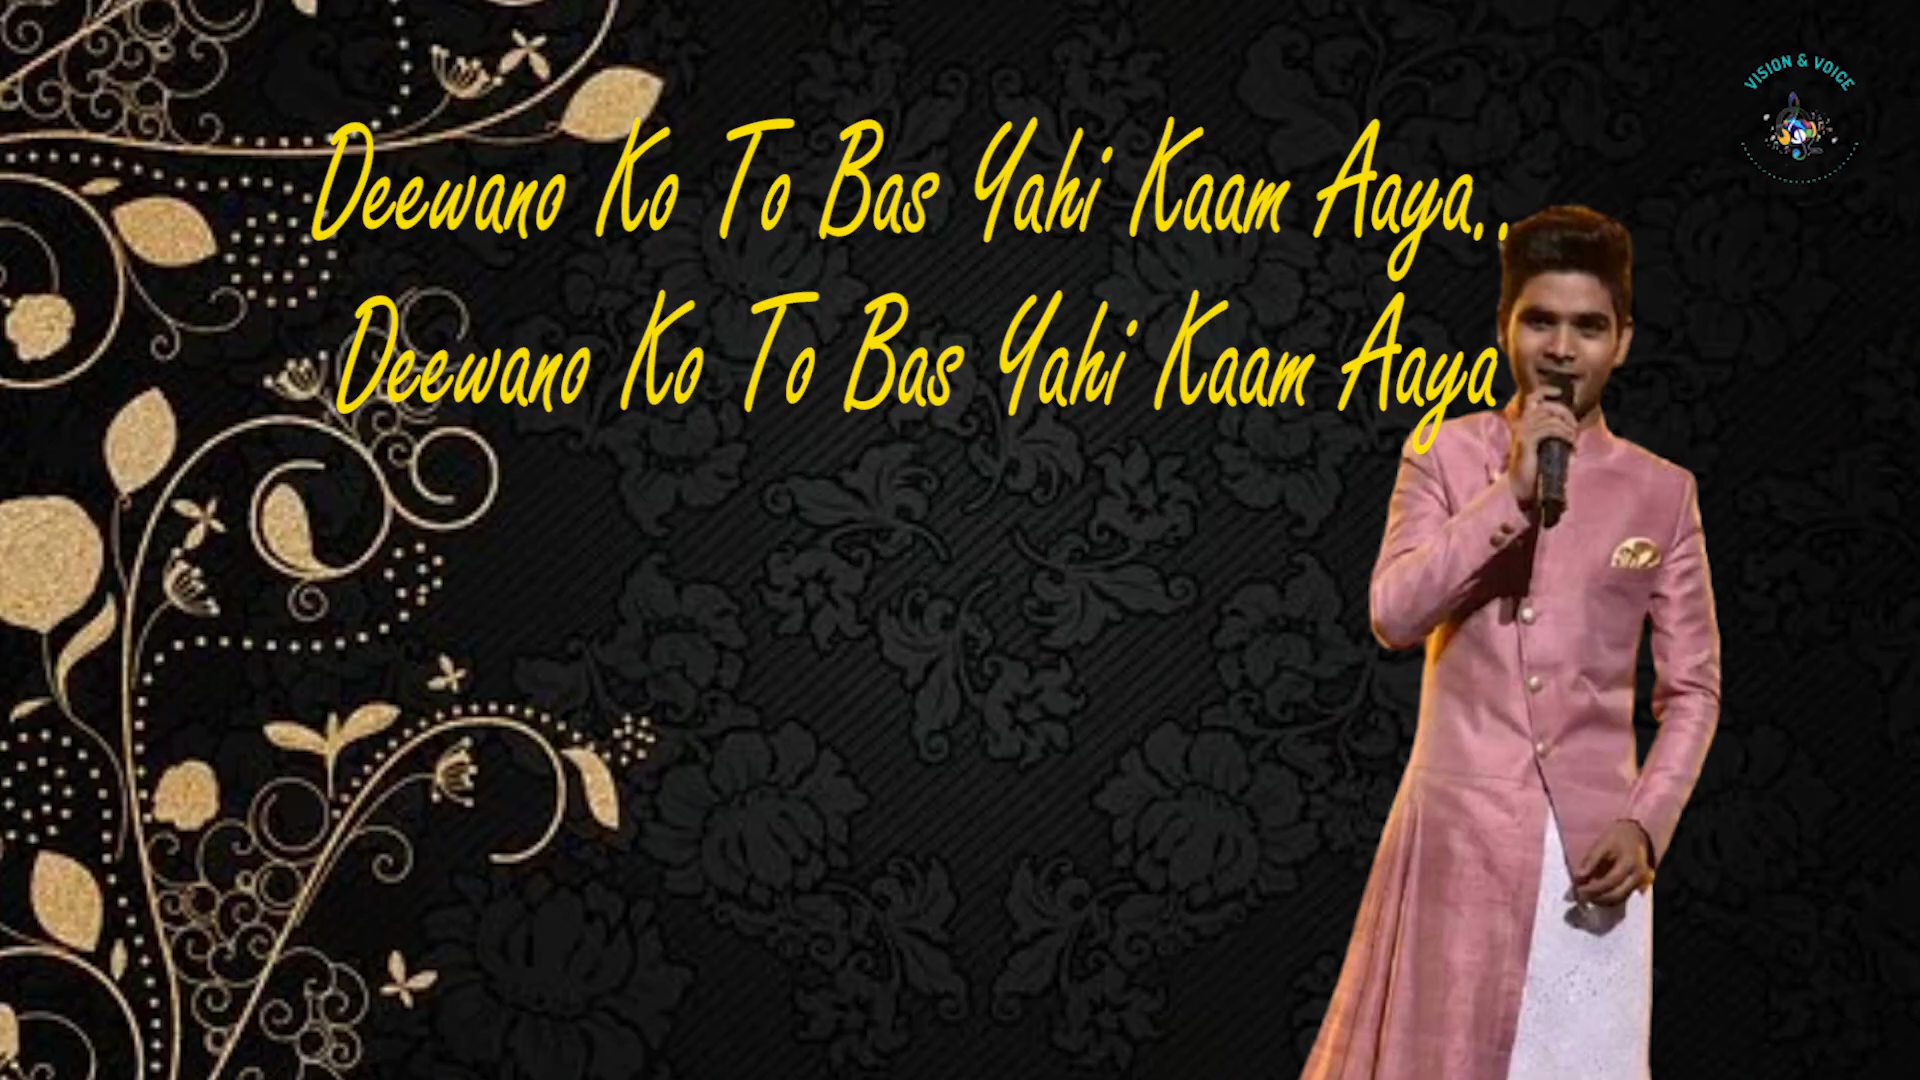 VISION & VOICE
Deewano Ko To Bas Yahi Kaam Aaya..
Deewano Ko To Bas Yahi Kaam Aaya